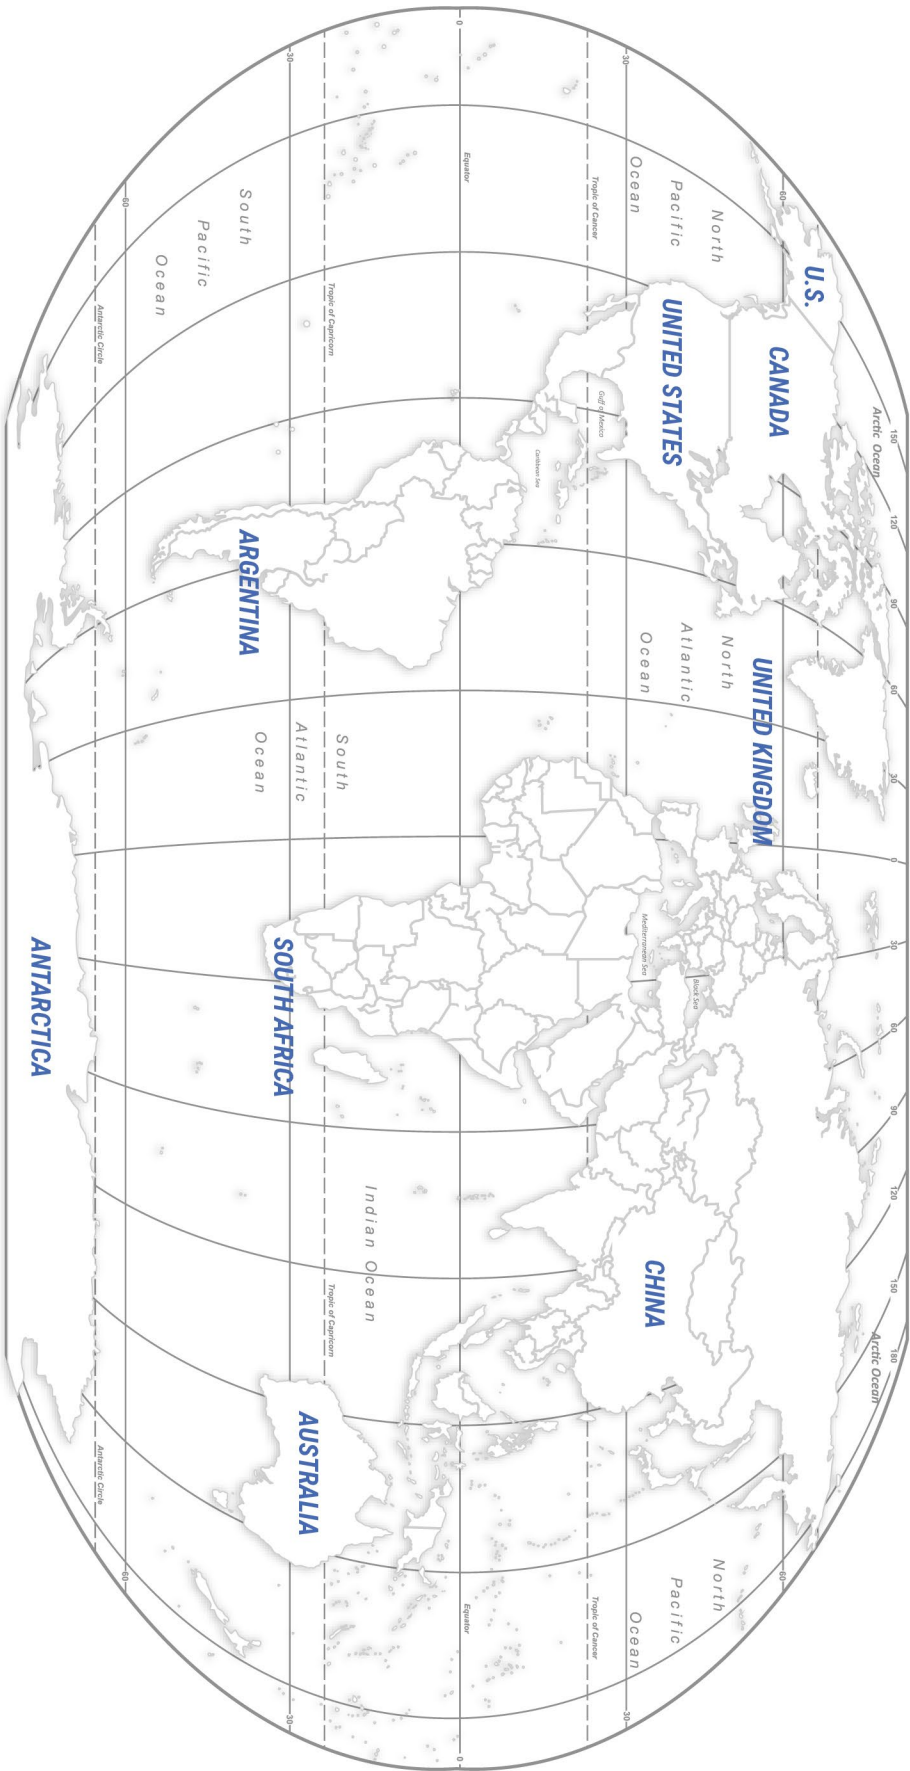 Arctic Ocean
Arctic Ocean
150
120
90
60
30
0
30
60
90
120
150
180
U.S.
60
60
CANADA
UNITED KINGDOM
North
Pacific
Ocean
UNITED STATES
North
Atlantic
Ocean
Black Sea
CHINA
North
Pacific
Ocean
Mediterranean Sea
30
30
Tropic of Cancer
Gulf of Mexico
Tropic of Cancer
Caribbean Sea
0
Equator
Equator
0
Indian Ocean
South
Atlantic
Ocean
Tropic of Capricorn
Tropic of Capricorn
30
30
AUSTRALIA
SOUTH AFRICA
South
Pacific
Ocean
ARGENTINA
60
60
Antarctic Circle
Antarctic Circle
ANTARCTICA